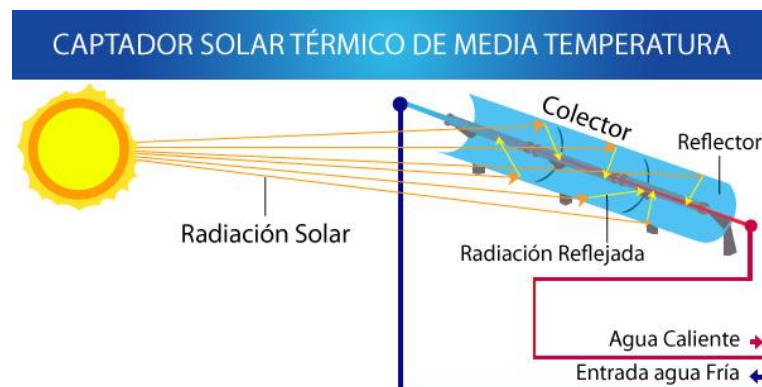 CAPTADOR SOLAR TÉRMICO DE MEDIA TEMPERATURA
Colector
Reflector
Radiación Solar
Radiación Reflejada
Agua Caliente
Entrada agua Fría